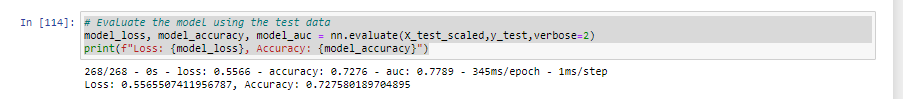 In [114]: # Evaluate the model using the test data
model_loss, model_accuracy, model_auc = nn.evaluate(X_test_scaled,y_test,verbose=2)
print(f"Loss: {model_loss}, Accuracy: {model_accuracy}")
268/268 - 0s - loss: 0.5566 - accuracy: 0.7276 - auc: 0.7789 - 345ms/epoch - 1ms/step
Loss: 0.5565507411956787, Accuracy: 0.727580189704895